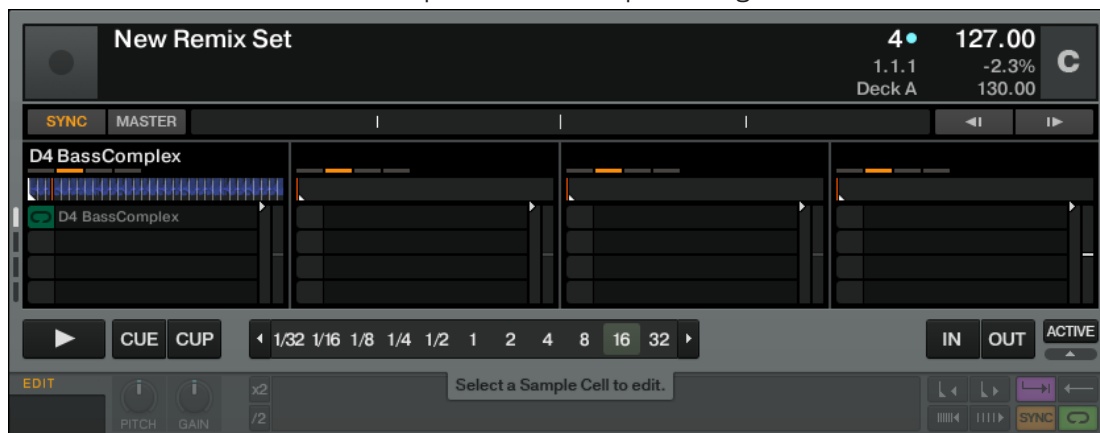 New Remix Set
4 127.00
1.1.1 -2.3%
Deck A 130.00
C
SYNC MASTER
D4 BassComplex
D4 BassComplex
CUE CUP 1/32 1/16 1/8 1/4 1/2 1 2 4 8 16 32 IN OUT ACTIVE
EDIT
Select a Sample Cell to edit.
x2
/2
PITCH GAIN
SYNC